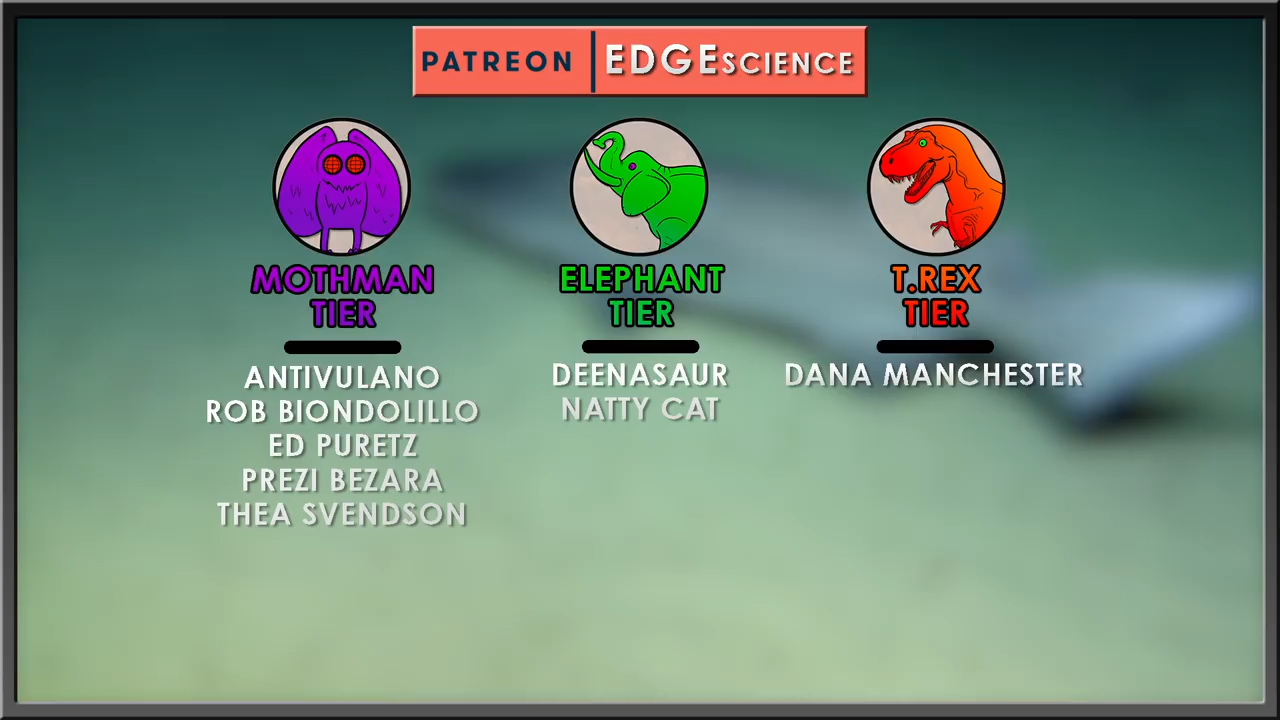 PATREON EDGESCIENCE
MOTHMAN
TIER
ANTIVULANO
ROB BIONDOLILLO
ED PURETZ
PREZI BEZARA
THEA SVENDSON
ELEPHANT
TIER
DEENASAUR
NATTY CAT
T.REX
TIER
DANA MANCHESTER